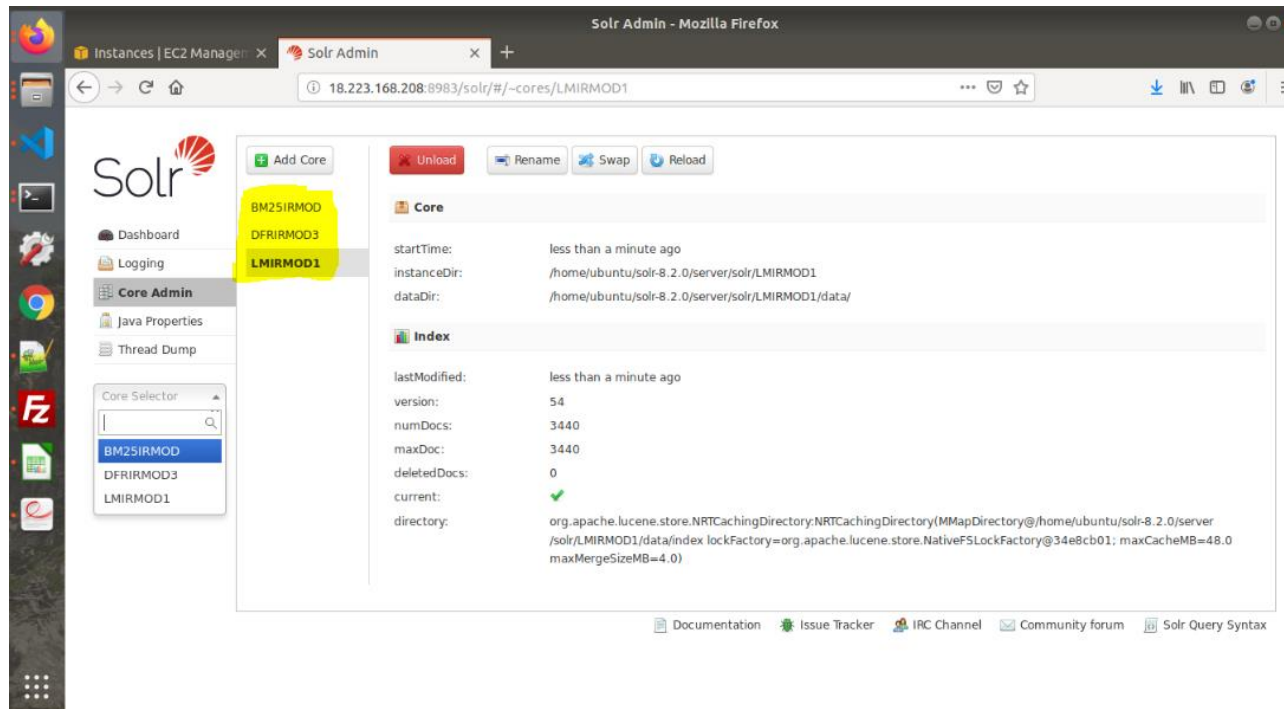 Solr Admin - Mozilla Firefox
Instances | EC2 Managem
Solr Admin
18.223.168.208:8983/solr/#/~cores/LMIRMOD1
Solr
Dashboard
Logging
Core Admin
Java Properties
Thread Dump
Core Selector
BM25IRMOD
DFRIRMOD3
LMIRMOD1
Add Core
BM25IRMOD
DFRIRMOD3
LMIRMOD1
Unload
Rename
Swap
Reload
Core
startTime: less than a minute ago
instanceDir: /home/ubuntu/solr-8.2.0/server/solr/LMIRMOD1
dataDir: /home/ubuntu/solr-8.2.0/server/solr/LMIRMOD1/data/
Index
lastModified: less than a minute ago
version: 54
numDocs: 3440
maxDoc: 3440
deletedDocs: 0
current:
directory: org.apache.lucene.store.NRTCachingDirectory:NRTCachingDirectory(MMapDirectory@/home/ubuntu/solr-8.2.0/server
/solr/LMIRMOD1/data/index lockFactory=org.apache.lucene.store.NativeFSLockFactory@34e8cb01; maxCacheMB=48.0
maxMergeSizeMB=4.0)
Documentation
Issue Tracker
IRC Channel
Community forum
Solr Query Syntax